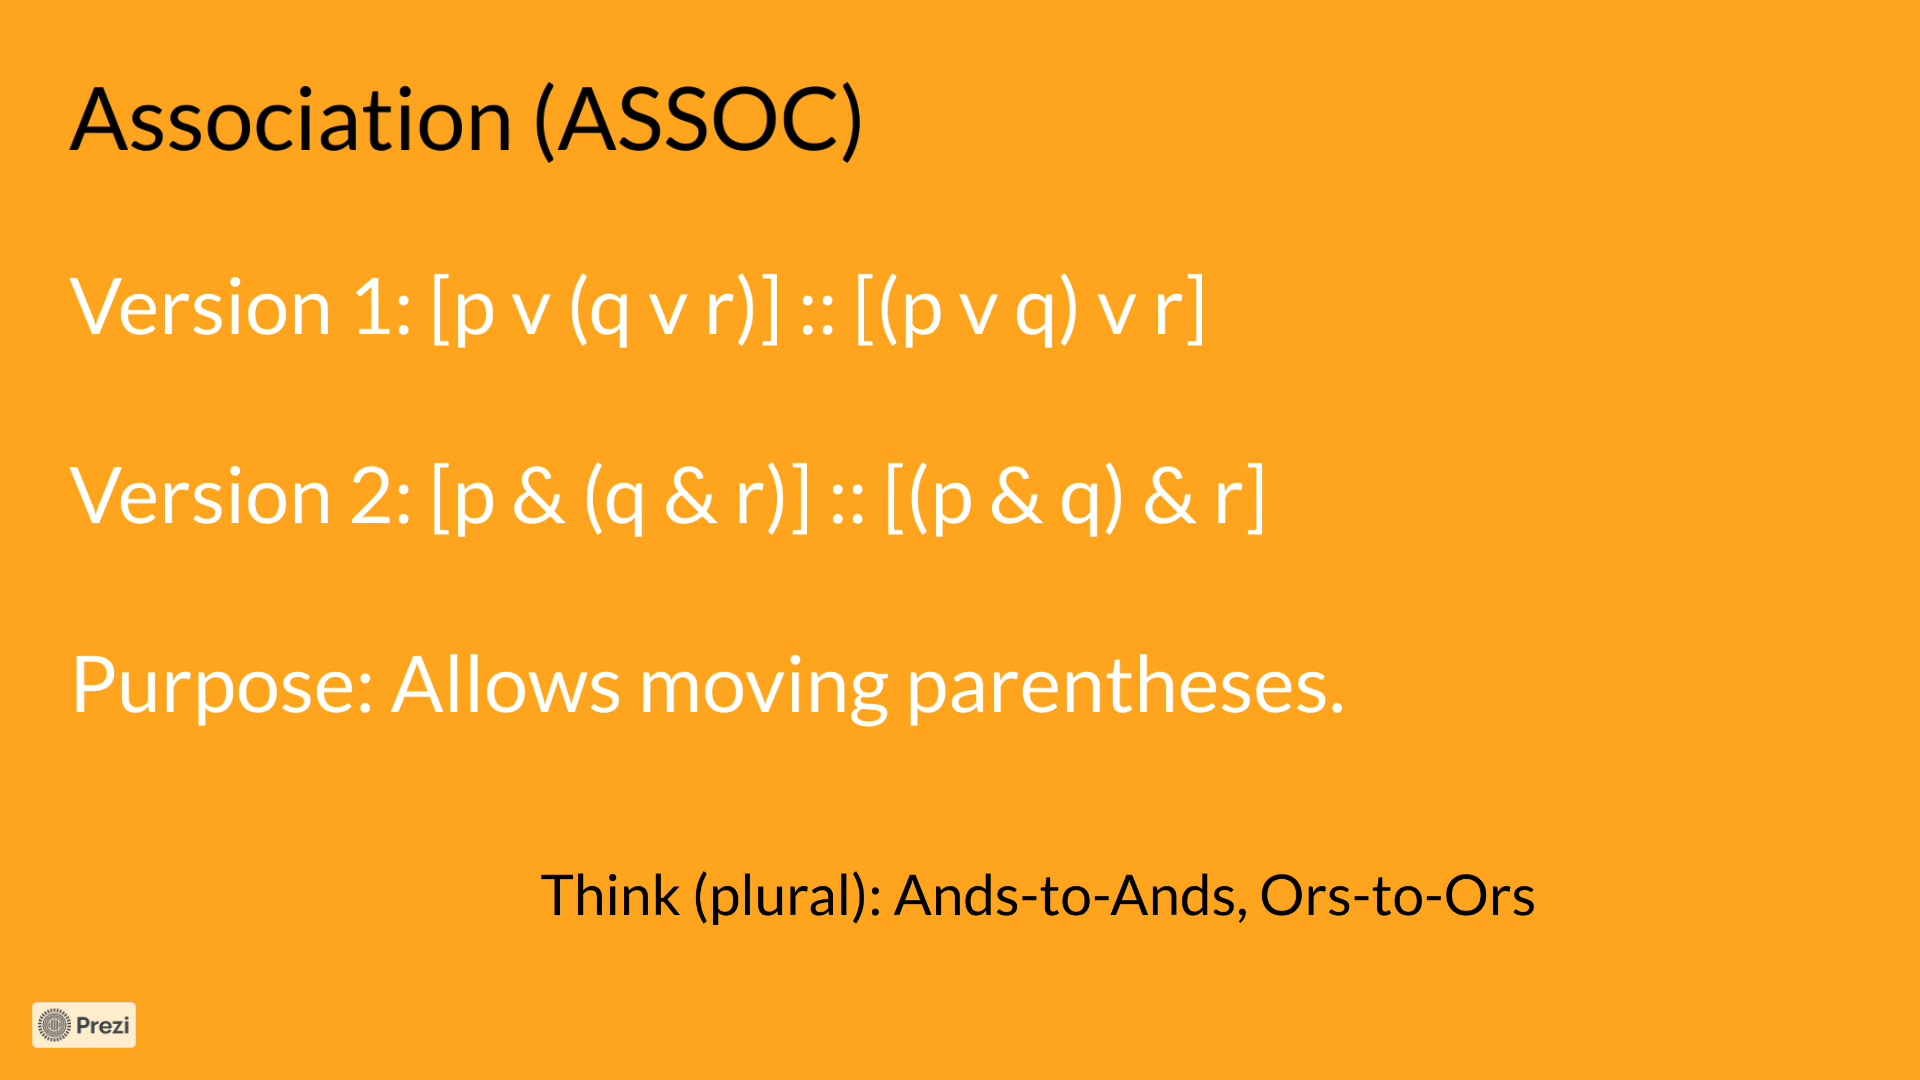 Association (ASSOC)
Version 1: [p v (q v r)] :: [(p v q) v r]
Version 2: [p & (q & r)] :: [(p & q) & r]
Purpose: Allows moving parentheses.
Think (plural): Ands-to-Ands, Ors-to-Ors
Prezi